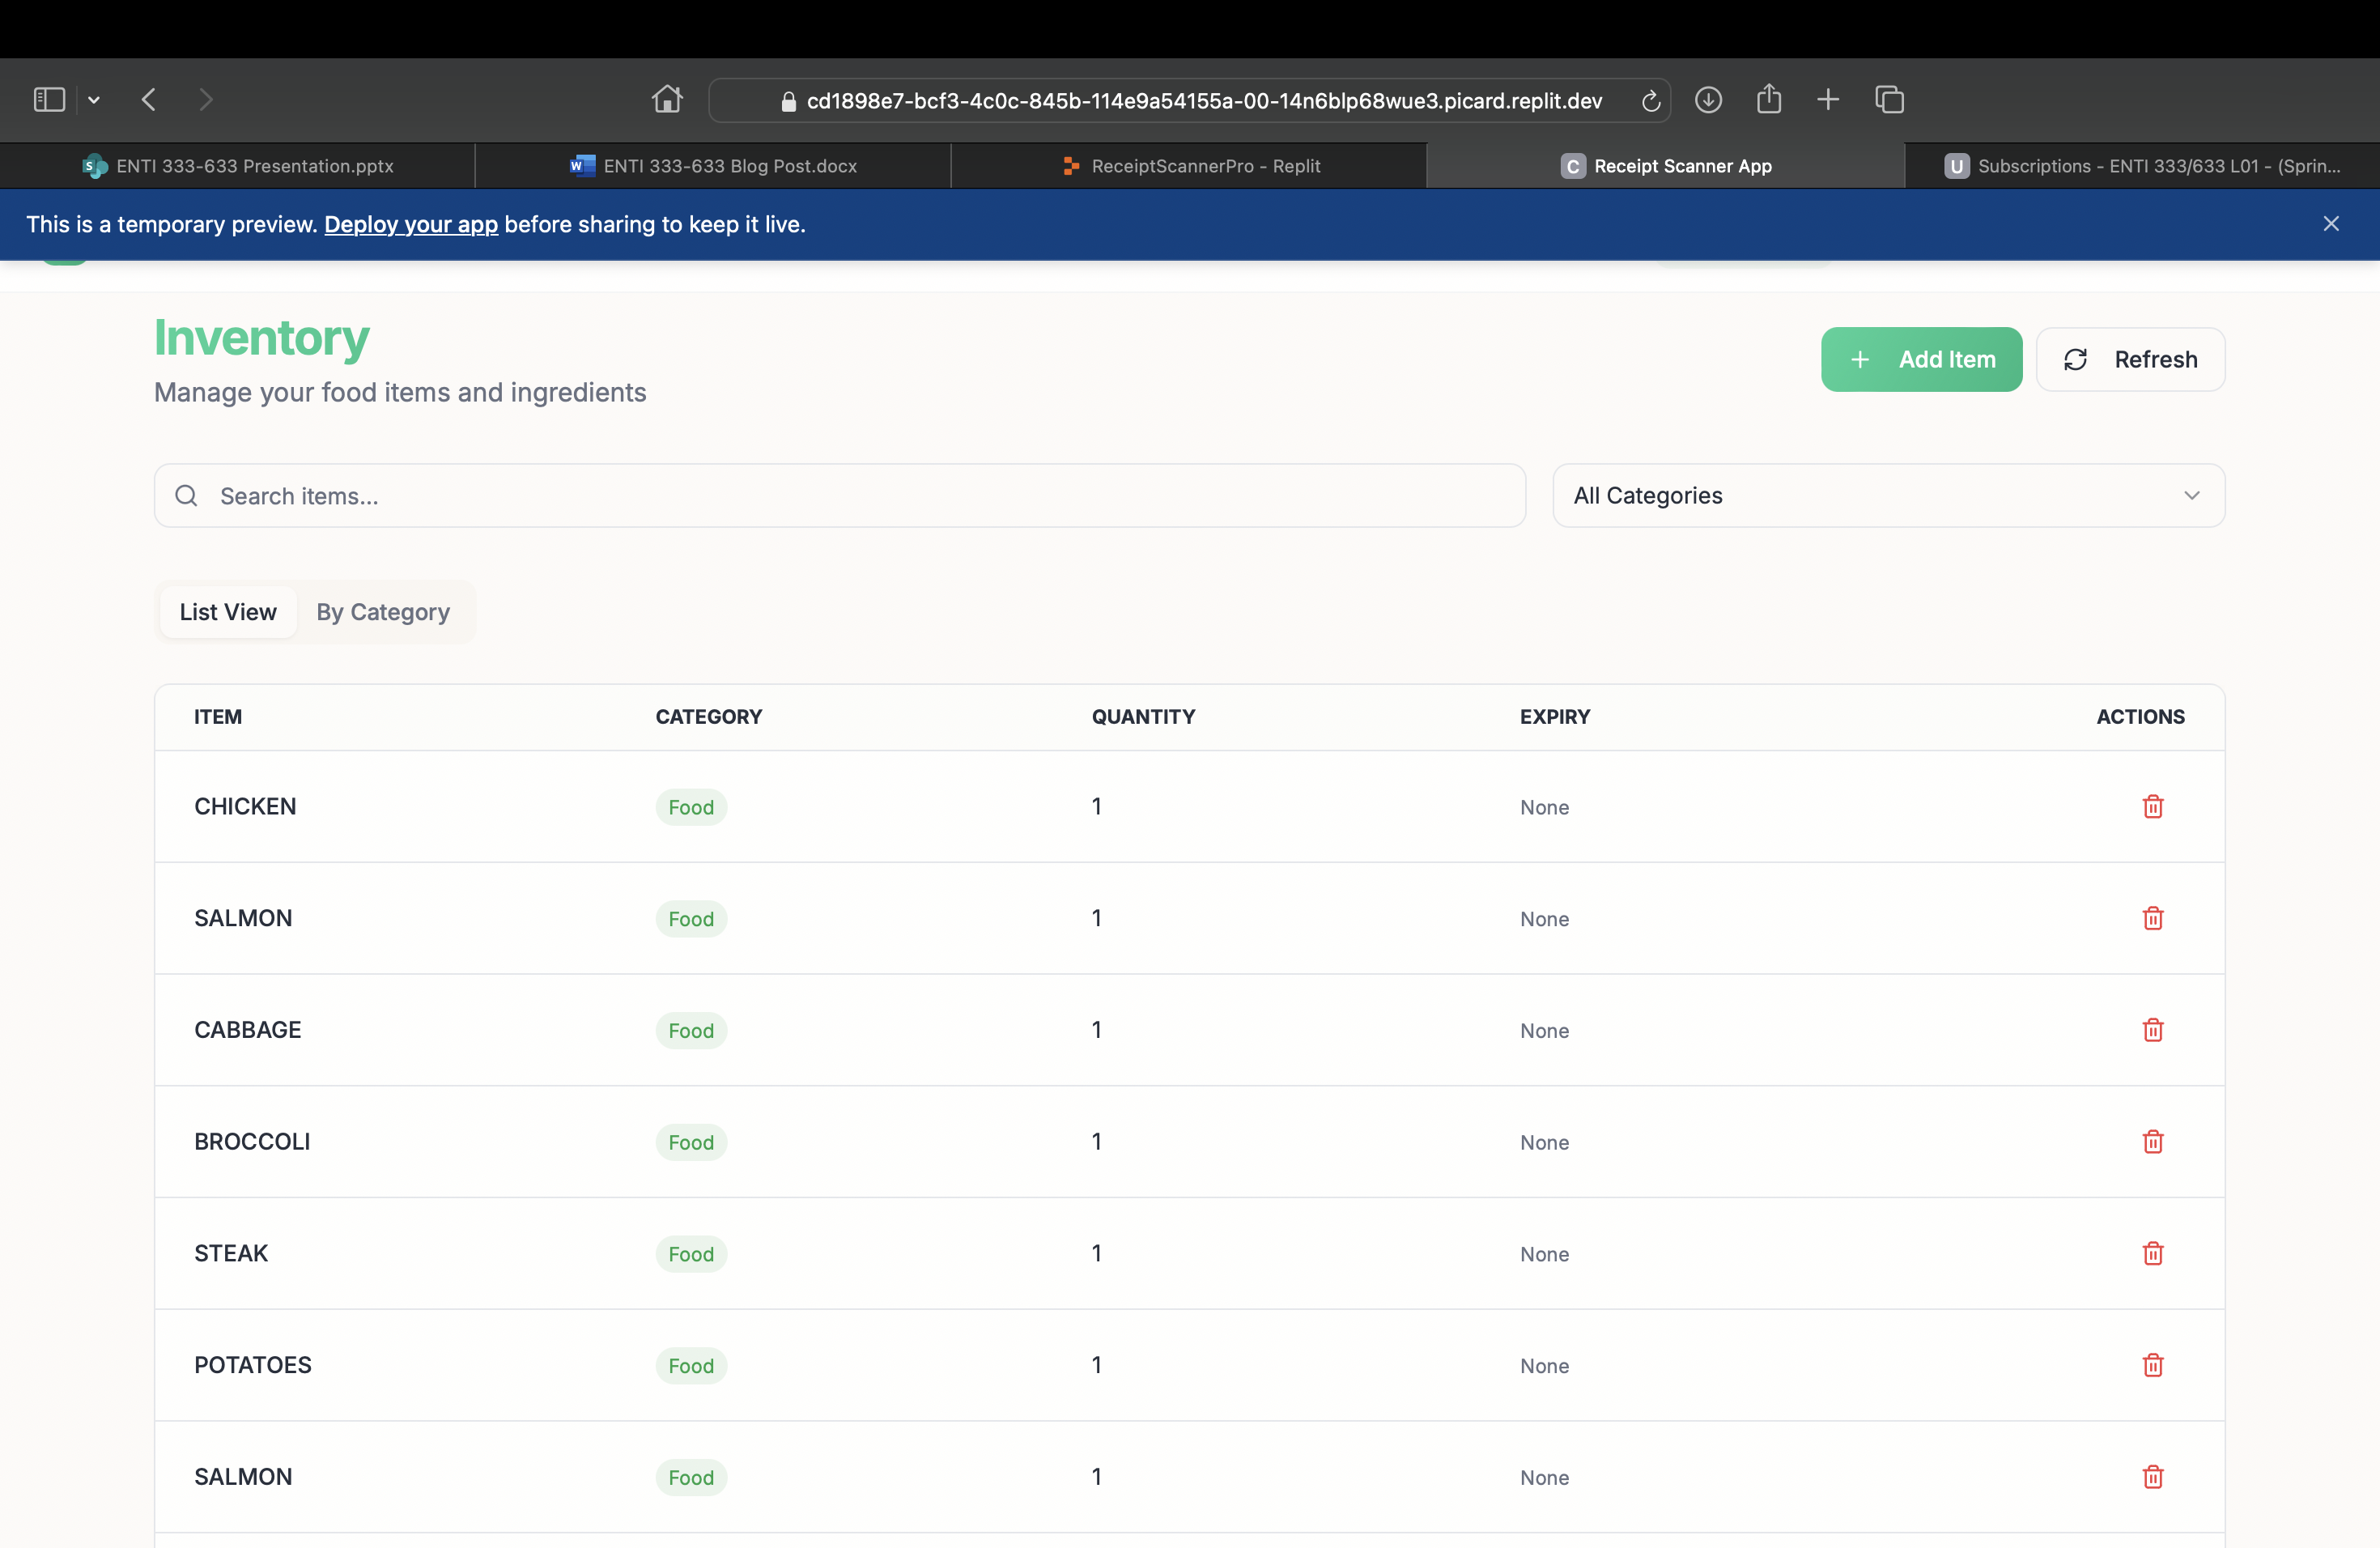 cd1898e7-bcf3-4c0c-845b-114e9a54155a-00-14n6blp68wue3.picard.replit.dev
ENTI 333-633 Presentation.pptx
ENTI 333-633 Blog Post.docx
ReceiptScannerPro - Replit
C Receipt Scanner App
U Subscriptions - ENTI 333/633 L01 - (Sprin...
This is a temporary preview. Deploy your app before sharing to keep it live.
Inventory
Manage your food items and ingredients
Add Item
Refresh
Search items...
All Categories
List View By Category
ITEM CATEGORY QUANTITY EXPIRY ACTIONS
CHICKEN Food 1 None
SALMON Food 1 None
CABBAGE Food 1 None
BROCCOLI Food 1 None
STEAK Food 1 None
POTATOES Food 1 None
SALMON Food 1 None